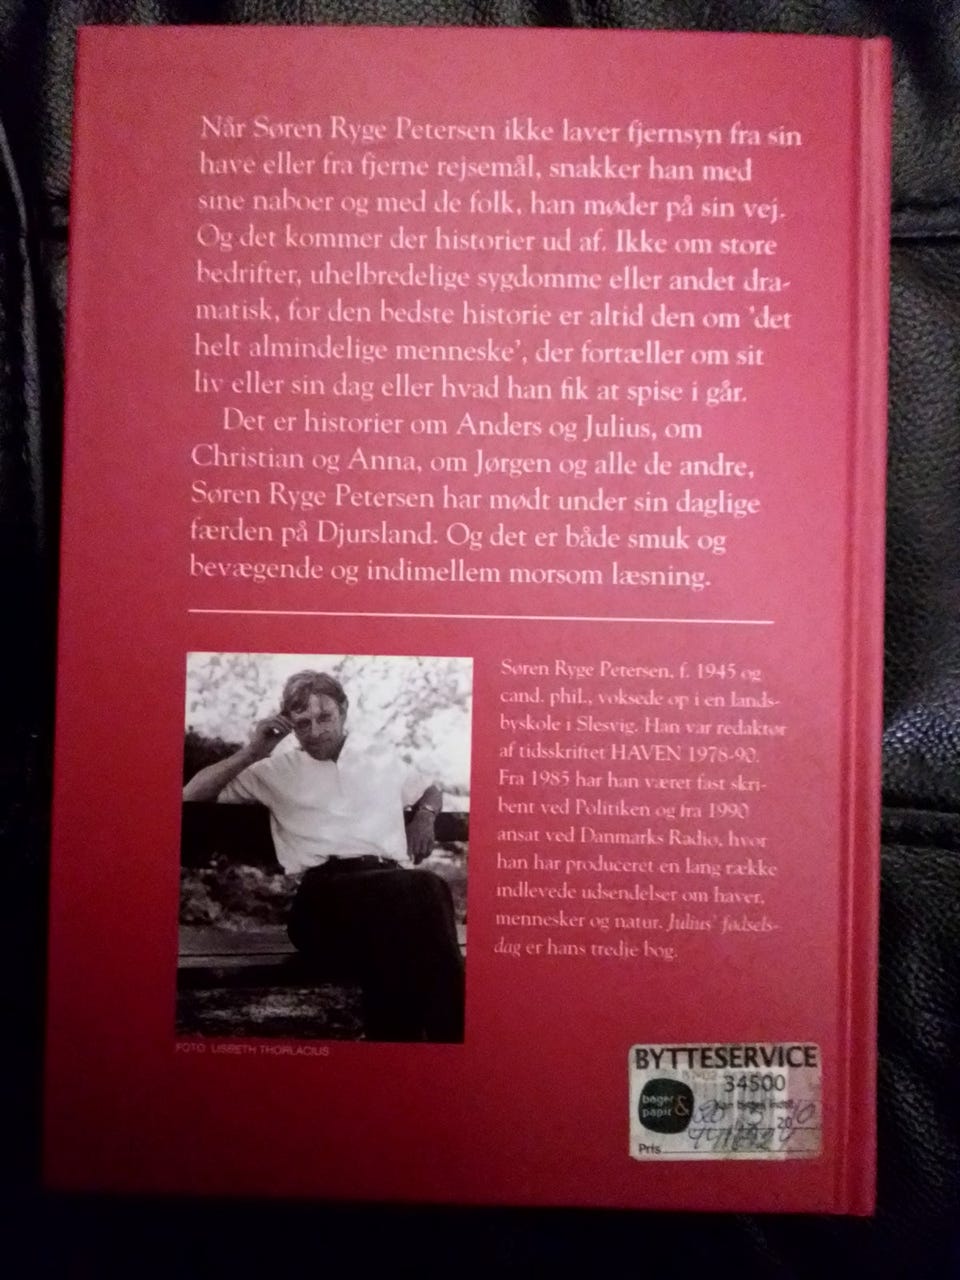 Når Søren Ryge Petersen ikke laver fjernsyn fra sin
have eller fra fjerne rejsemål, snakker han med
sine naboer og med de folk, han møder på sin vej.
Og det kommer der historier ud af. Ikke om store
bedrifter, uhelbredelige sygdomme eller andet dra-
matisk, for den bedste historie er altid den om 'det
helt almindelige menneske', der fortæller om sit
liv eller sin dag eller hvad han fik at spise i går.
Det er historier om Anders og Julius, om
Christian og Anna, om Jørgen og alle de andre,
Søren Ryge Petersen har mødt under sin daglige
færden på Djursland. Og det er både smuk og
bevægende og indimellem morsom læsning.
Søren Ryge Petersen, f. 1945 og
cand. phil., voksede op i en lands-
byskole i Slesvig. Han var redaktør
af tidsskriftet HAVEN 1978-90.
Fra 1985 har han været fast skri-
bent ved Politiken og fra 1990
ansat ved Danmarks Radio, hvor
han har produceret en lang række
indlevede udsendelser om haver,
mennesker og natur. Julius' fødsels-
dag er hans tredje bog.
FOTO: LISBETH THORLACIUS
BYTTESERVICE
34500
bøger &
papir
20
Pris